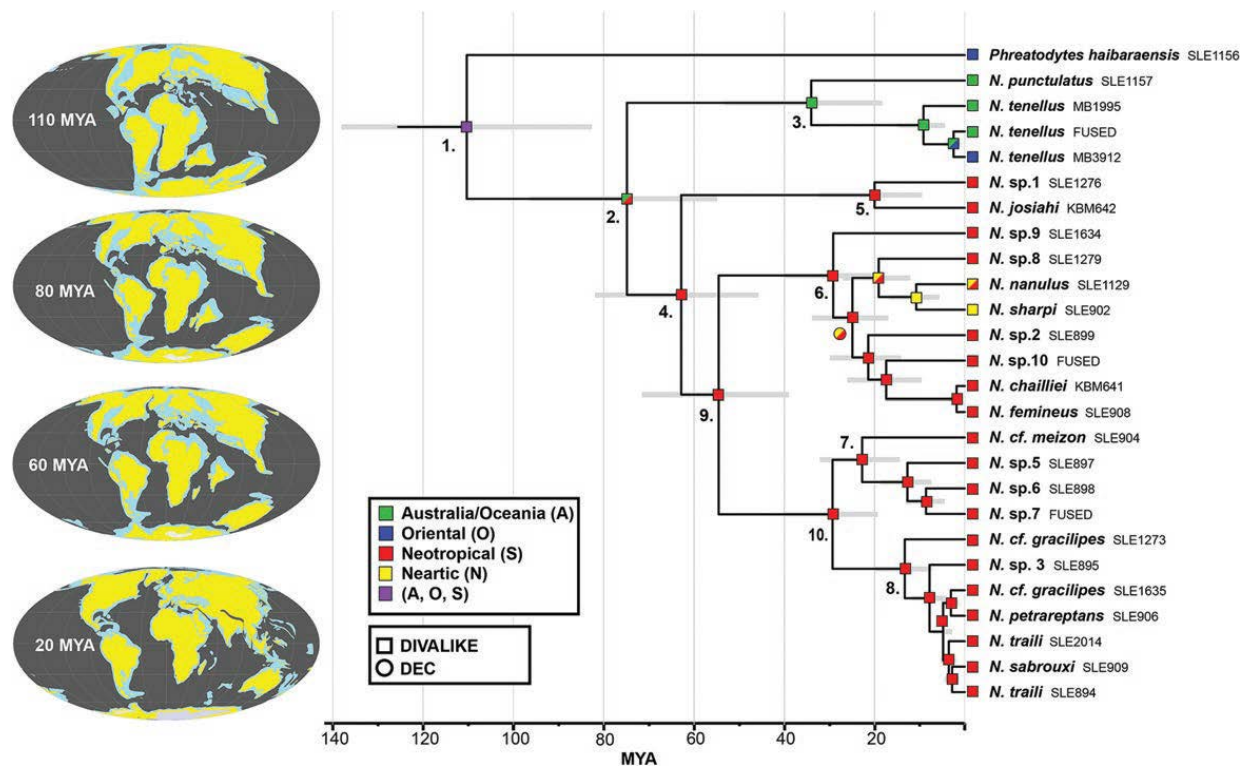 110 MYA
80 MYA
60 MYA
20 MYA
Phreatodytes haibaraensis SLE1156
N. punctulatus SLE1157
N. tenellus MB1995
N. tenellus FUSED
N. tenellus MB3912
N. sp.1 SLE1276
N. josiahi KBM642
N. sp.9 SLE1634
N. sp.8 SLE1279
N. nanulus SLE1129
N. sharpi SLE902
N. sp.2 SLE899
N. sp.10 FUSED
N. chailliei KBM641
N. femineus SLE908
N. cf. meizon SLE904
N. sp.5 SLE897
N. sp.6 SLE898
N. sp.7 FUSED
N. cf. gracilipes SLE1273
N. sp. 3 SLE895
N. cf. gracilipes SLE1635
N. petrareptans SLE906
N. traili SLE2014
N. sabrouxi SLE909
N. traili SLE894
1.
2.
3.
4.
5.
6.
7.
8.
9.
10.
Australia/Oceania (A)
Oriental (O)
Neotropical (S)
Neartic (N)
(A, O, S)
DIVALIKE
DEC
140 120 100 80 60 40 20
MYA